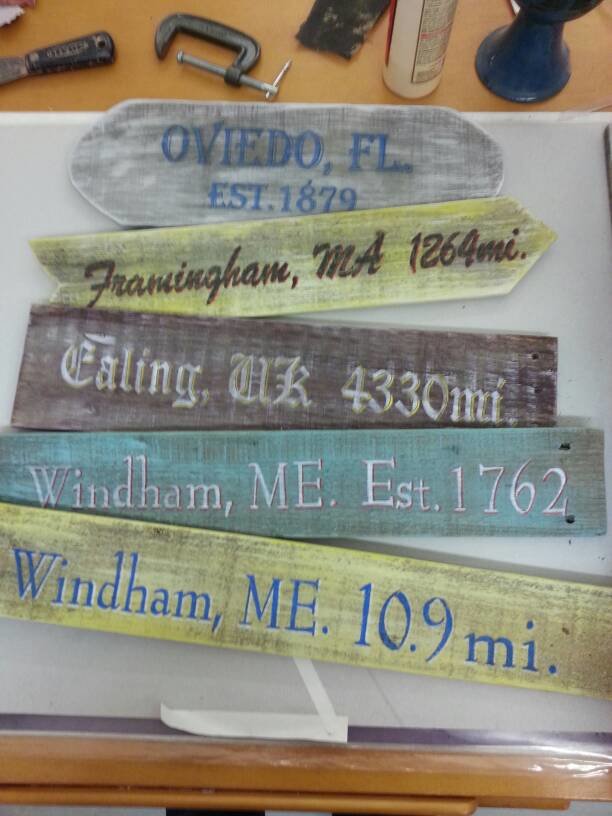 OVIEDO, FL.
EST. 1879
Framingham, MA 1264mi.
Ealing, UK 4330mi.
Windham, ME. Est. 1762
Windham, ME. 10.9 mi.